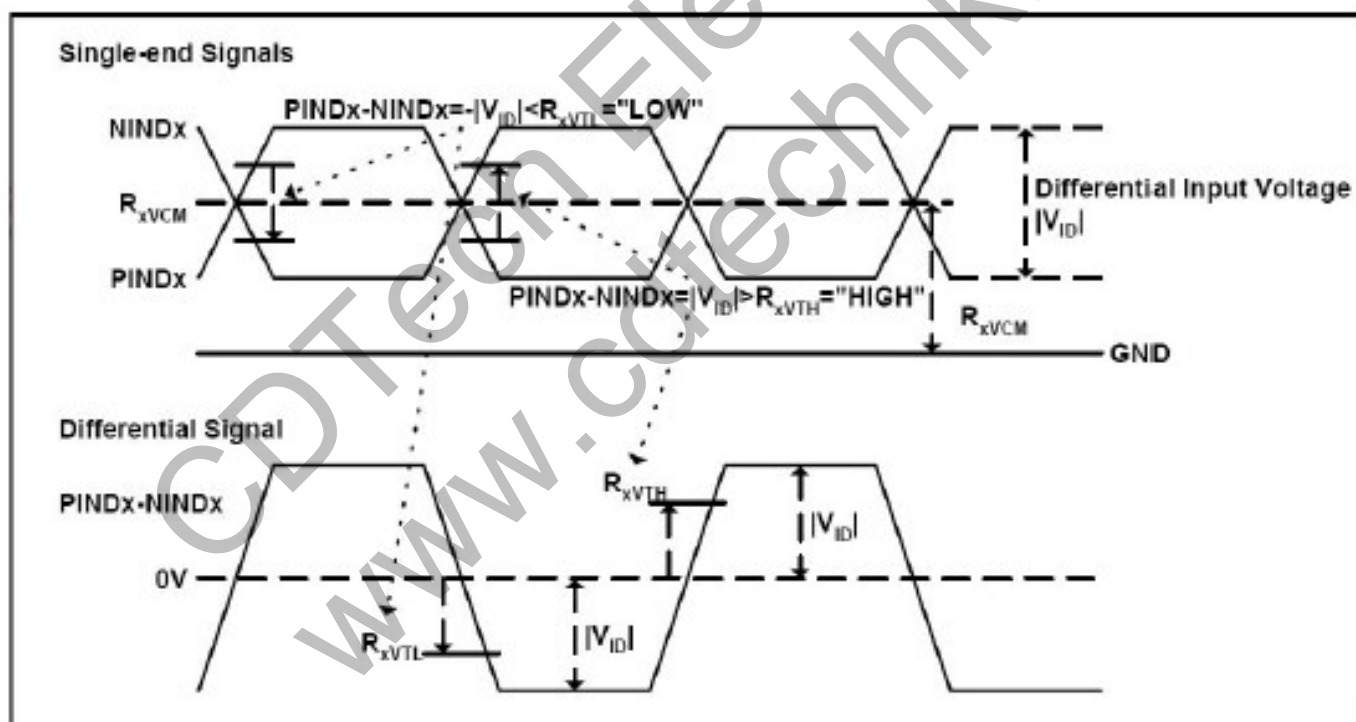 Single-end Signals
PINDx-NINDx=-|VID|<RxVTL="LOW"
NINDx
RxVCM
Differential Input Voltage
|VID|
PINDx
PINDx-NINDx=|VID|>RxVTH="HIGH"
RxVCM
GND
Differential Signal
PINDx-NINDx
RxVTH
|VID|
0V
RxVTL
|VID|
CDTech Ele
www.cdtechhk.